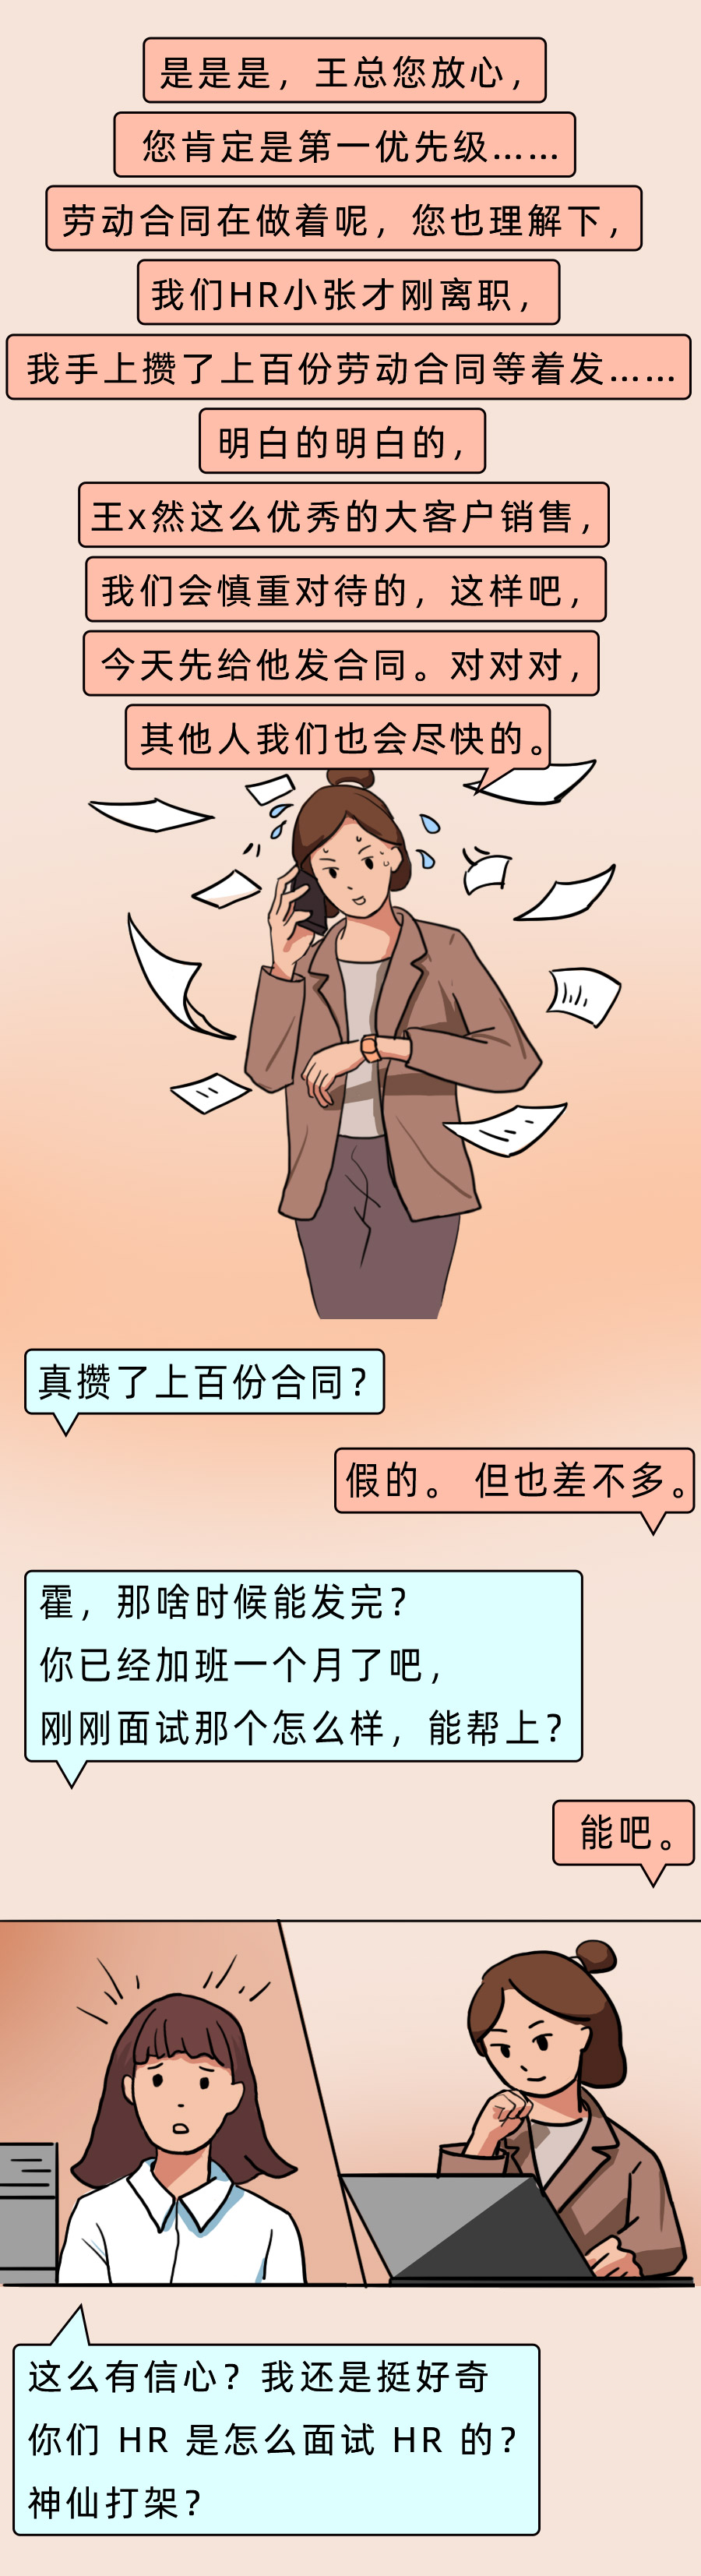 是是是，王总您放心，
您肯定是第一优先级……
劳动合同在做着呢，您也理解下，
我们HR小张才刚离职，
我手上攒了上百份劳动合同等着发……
明白的明白的，
王x然这么优秀的大客户销售，
我们会慎重对待的，这样吧，
今天先给他发合同。对对对，
其他人我们也会尽快的。
真攒了上百份合同？
假的。 但也差不多。
霍，那啥时候能发完？
你已经加班一个月了吧，
刚刚面试那个怎么样，能帮上？
能吧。
这么有信心？我还是挺好奇
你们 HR 是怎么面试 HR 的？
神仙打架？